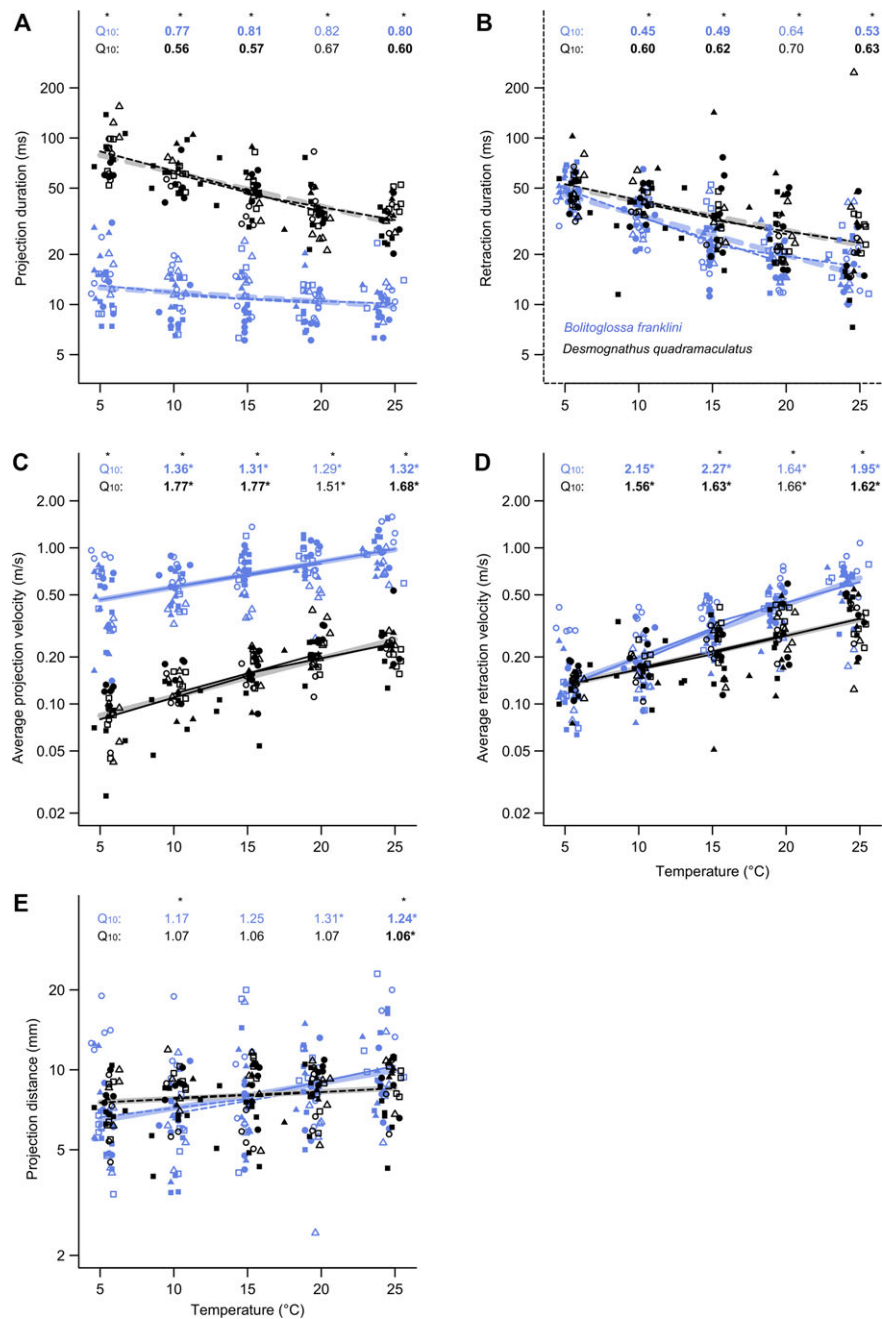 A
* * * * *
Q10: 0.77 0.81 0.82 0.80
Q10: 0.56 0.57 0.67 0.60
200
100
50
20
10
5
Projection duration (ms)
5 10 15 20 25
B
* * * *
Q10: 0.45 0.49 0.64 0.53
Q10: 0.60 0.62 0.70 0.63
200
100
50
20
10
5
Retraction duration (ms)
Bolitoglossa franklini
Desmognathus quadramaculatus
5 10 15 20 25
C
* * * * *
Q10: 1.36* 1.31* 1.29* 1.32*
Q10: 1.77* 1.77* 1.51* 1.68*
2.00
1.00
0.50
0.20
0.10
0.05
0.02
Average projection velocity (m/s)
5 10 15 20 25
D
* * *
Q10: 2.15* 2.27* 1.64* 1.95*
Q10: 1.56* 1.63* 1.66* 1.62*
2.00
1.00
0.50
0.20
0.10
0.05
0.02
Average retraction velocity (m/s)
5 10 15 20 25
Temperature (°C)
E
* *
Q10: 1.17 1.25 1.31* 1.24*
Q10: 1.07 1.06 1.07 1.06*
20
10
5
2
Projection distance (mm)
5 10 15 20 25
Temperature (°C)